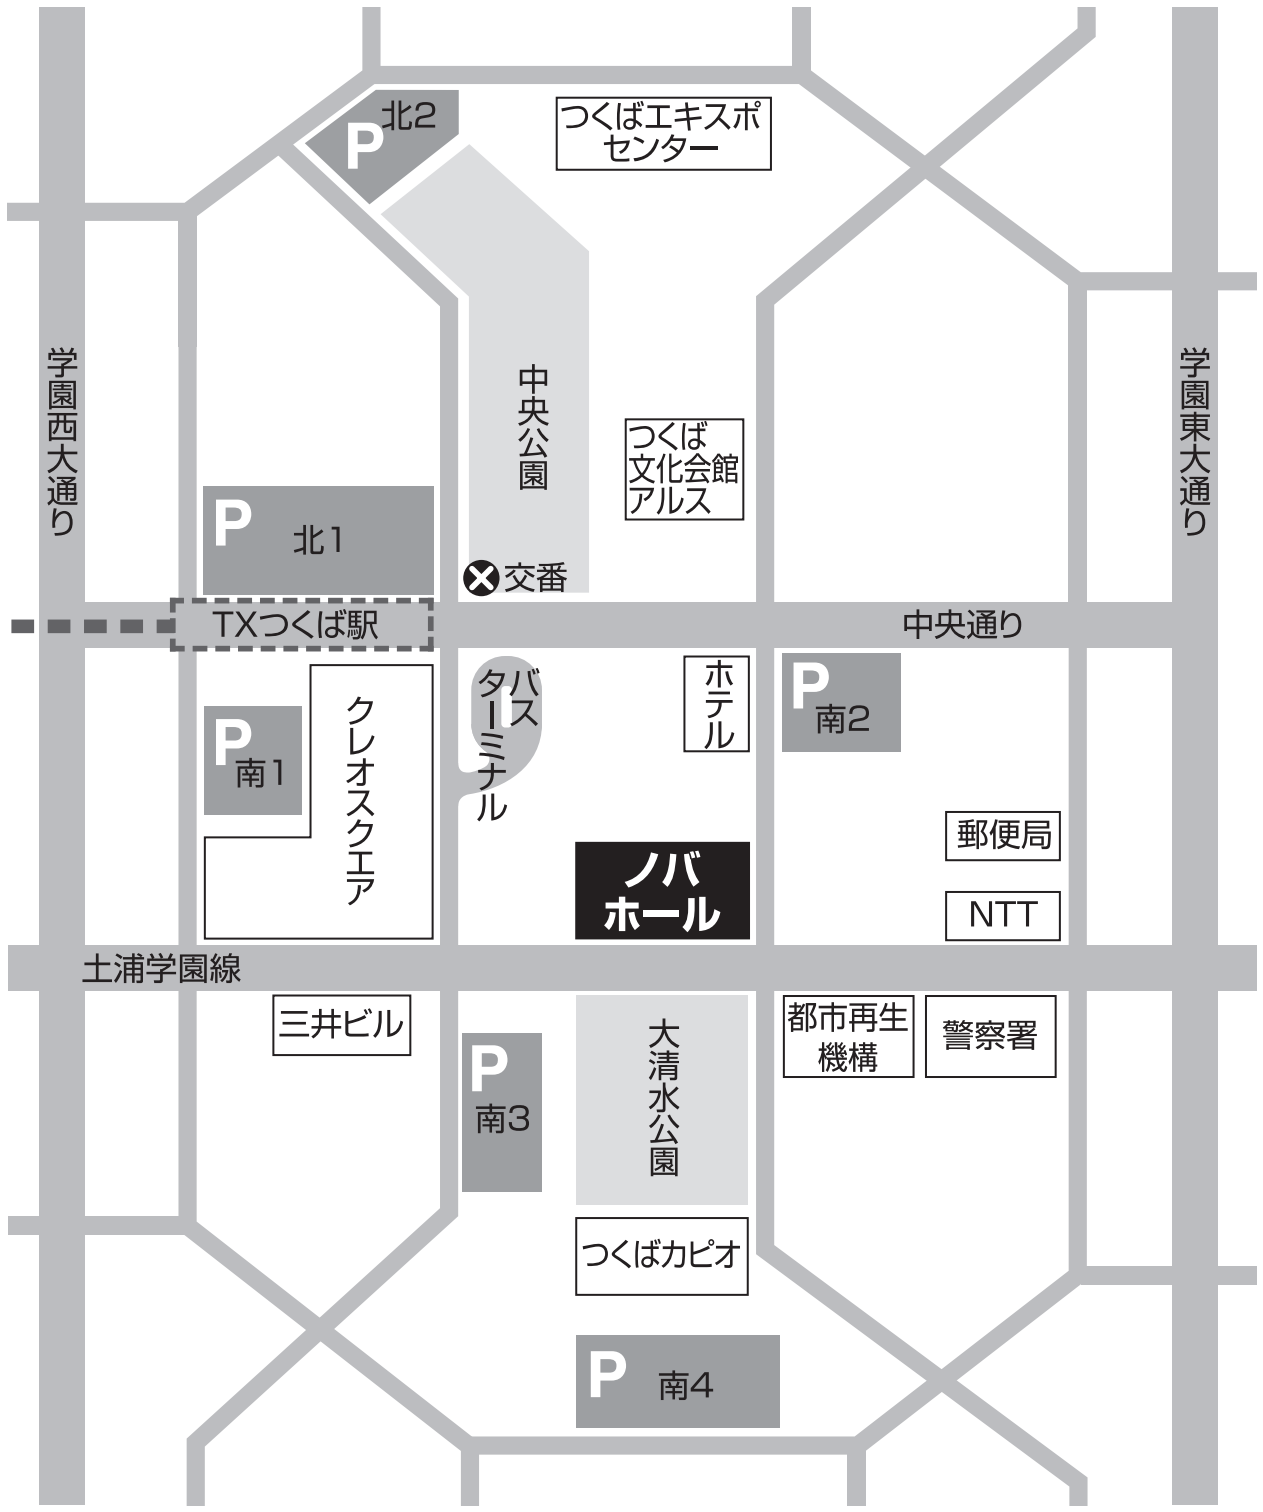 北2
P
つくばエキスポ
センター
学園西大通り
学園東大通り
中央公園
つくば
文化会館
アルス
P
北1
交番
TXつくば駅
中央通り
バス
ターミナル
ホテル
P
南2
P
南1
クレオスクエア
郵便局
ノバ
ホール
NTT
土浦学園線
三井ビル
P
南3
大清水公園
都市再生
機構
警察署
つくばカピオ
P
南4